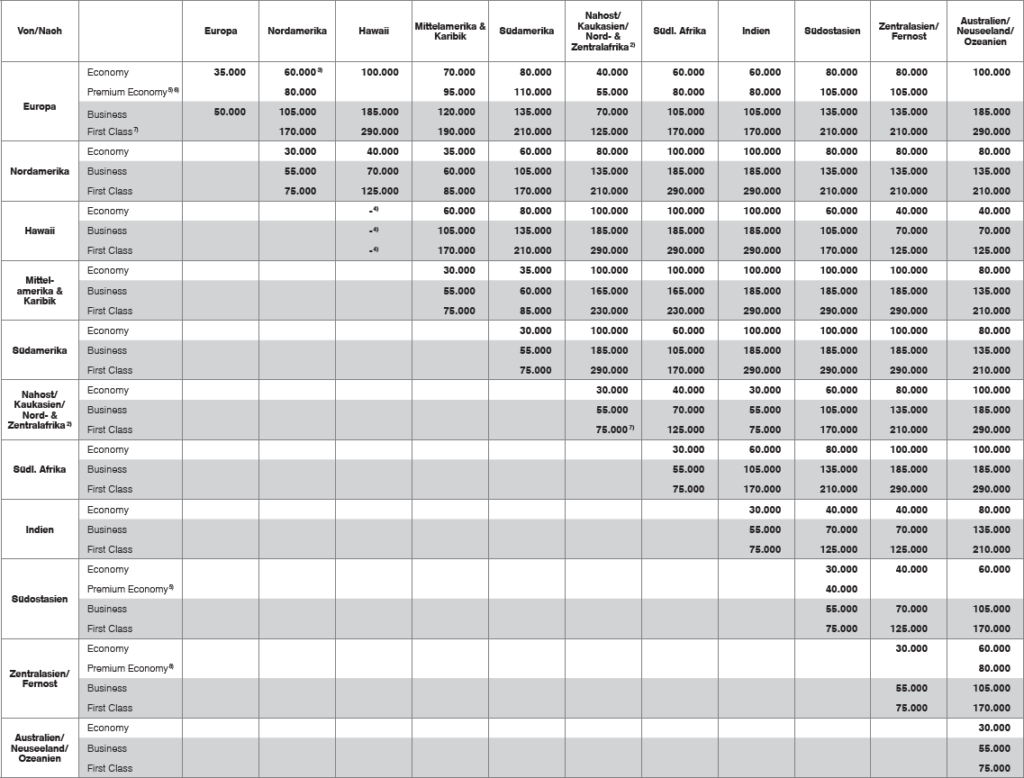 Von/Naoh Europa Nordamerika Hawaii Mittelamerika & Karibik Südamerika Nahost/ Kaukasien/ Nord- & Zentralafrika 2) Südl. Afrika Indien Südostasien Zentralasien/ Fernost Australien/ Neuseeland/ Ozeanien
Europa
Economy 35.000 60.000 3) 100.000 70.000 80.000 40.000 60.000 60.000 80.000 80.000 100.000
Premium Economy 5) 6) 80.000 95.000 110.000 55.000 80.000 80.000 105.000 105.000
Business 50.000 105.000 185.000 120.000 135.000 70.000 105.000 105.000 135.000 135.000 185.000
First Class 7) 170.000 290.000 190.000 210.000 125.000 170.000 170.000 210.000 210.000 290.000
Nordamerika
Economy 30.000 40.000 35.000 60.000 80.000 100.000 100.000 80.000 80.000 80.000
Business 55.000 70.000 60.000 105.000 135.000 185.000 185.000 135.000 135.000 135.000
First Class 75.000 125.000 85.000 170.000 210.000 290.000 290.000 210.000 210.000 210.000
Hawaii
Economy - 4) 60.000 80.000 100.000 100.000 100.000 60.000 40.000 40.000
Business - 4) 105.000 135.000 185.000 185.000 185.000 105.000 70.000 70.000
First Class - 4) 170.000 210.000 290.000 290.000 290.000 170.000 125.000 125.000
Mittel-
amerika &
Karibik
Economy 30.000 35.000 100.000 100.000 100.000 100.000 100.000 80.000
Business 55.000 60.000 165.000 165.000 185.000 185.000 185.000 135.000
First Class 75.000 85.000 230.000 230.000 290.000 290.000 290.000 210.000
Südamerika
Economy 30.000 100.000 60.000 100.000 100.000 100.000 80.000
Business 55.000 185.000 105.000 185.000 185.000 185.000 135.000
First Class 75.000 290.000 170.000 290.000 290.000 290.000 210.000
Nahost/
Kaukasien/
Nord- &
Zentralafrika 2)
Economy 30.000 40.000 30.000 60.000 80.000 100.000
Business 55.000 70.000 55.000 105.000 135.000 185.000
First Class 75.000 7) 125.000 75.000 170.000 210.000 290.000
Südl. Afrika
Economy 30.000 60.000 80.000 100.000 100.000
Business 55.000 105.000 135.000 185.000 185.000
First Class 75.000 170.000 210.000 290.000 290.000
Indien
Economy 30.000 40.000 40.000 80.000
Business 55.000 70.000 70.000 135.000
First Class 75.000 125.000 125.000 210.000
Südostasien
Economy 30.000 40.000 60.000
Premium Economy 5) 40.000
Business 55.000 70.000 105.000
First Class 75.000 125.000 170.000
Zentralasien/
Fernost
Economy 30.000 60.000
Premium Economy 80.000
Business 55.000 105.000
First Class 75.000 170.000
Australien/
Neuseeland/
Ozeanien
Economy 30.000
Business 55.000
First Class 75.000